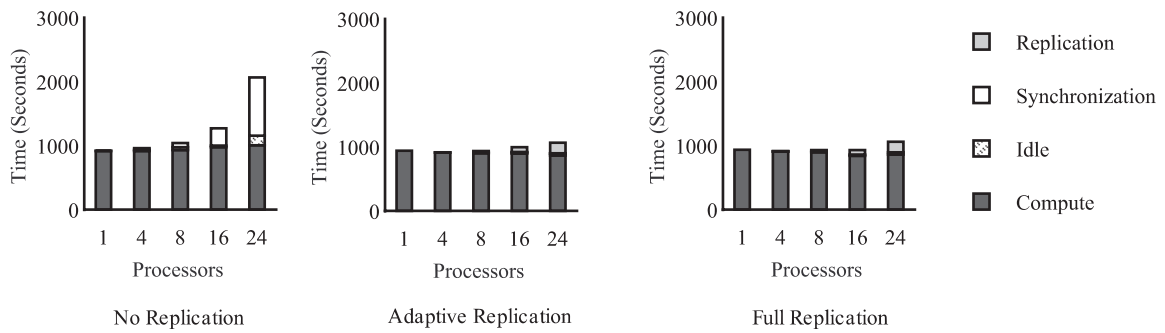 3000
2000
1000
0
Time (Seconds)
1 4 8 16 24
Processors
No Replication
3000
2000
1000
0
Time (Seconds)
1 4 8 16 24
Processors
Adaptive Replication
3000
2000
1000
0
Time (Seconds)
1 4 8 16 24
Processors
Full Replication
Replication
Synchronization
Idle
Compute